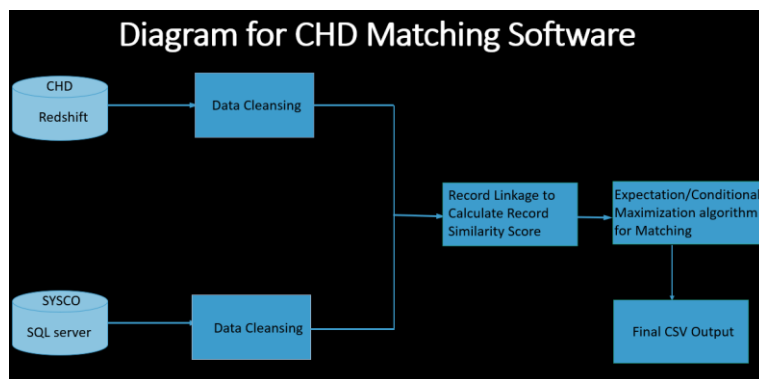 Diagram for CHD Matching Software
CHD
Redshift
Data Cleansing
Record Linkage to
Calculate Record
Similarity Score
Expectation/Conditional
Maximization algorithm
for Matching
SYSCO
SQL server
Data Cleansing
Final CSV Output